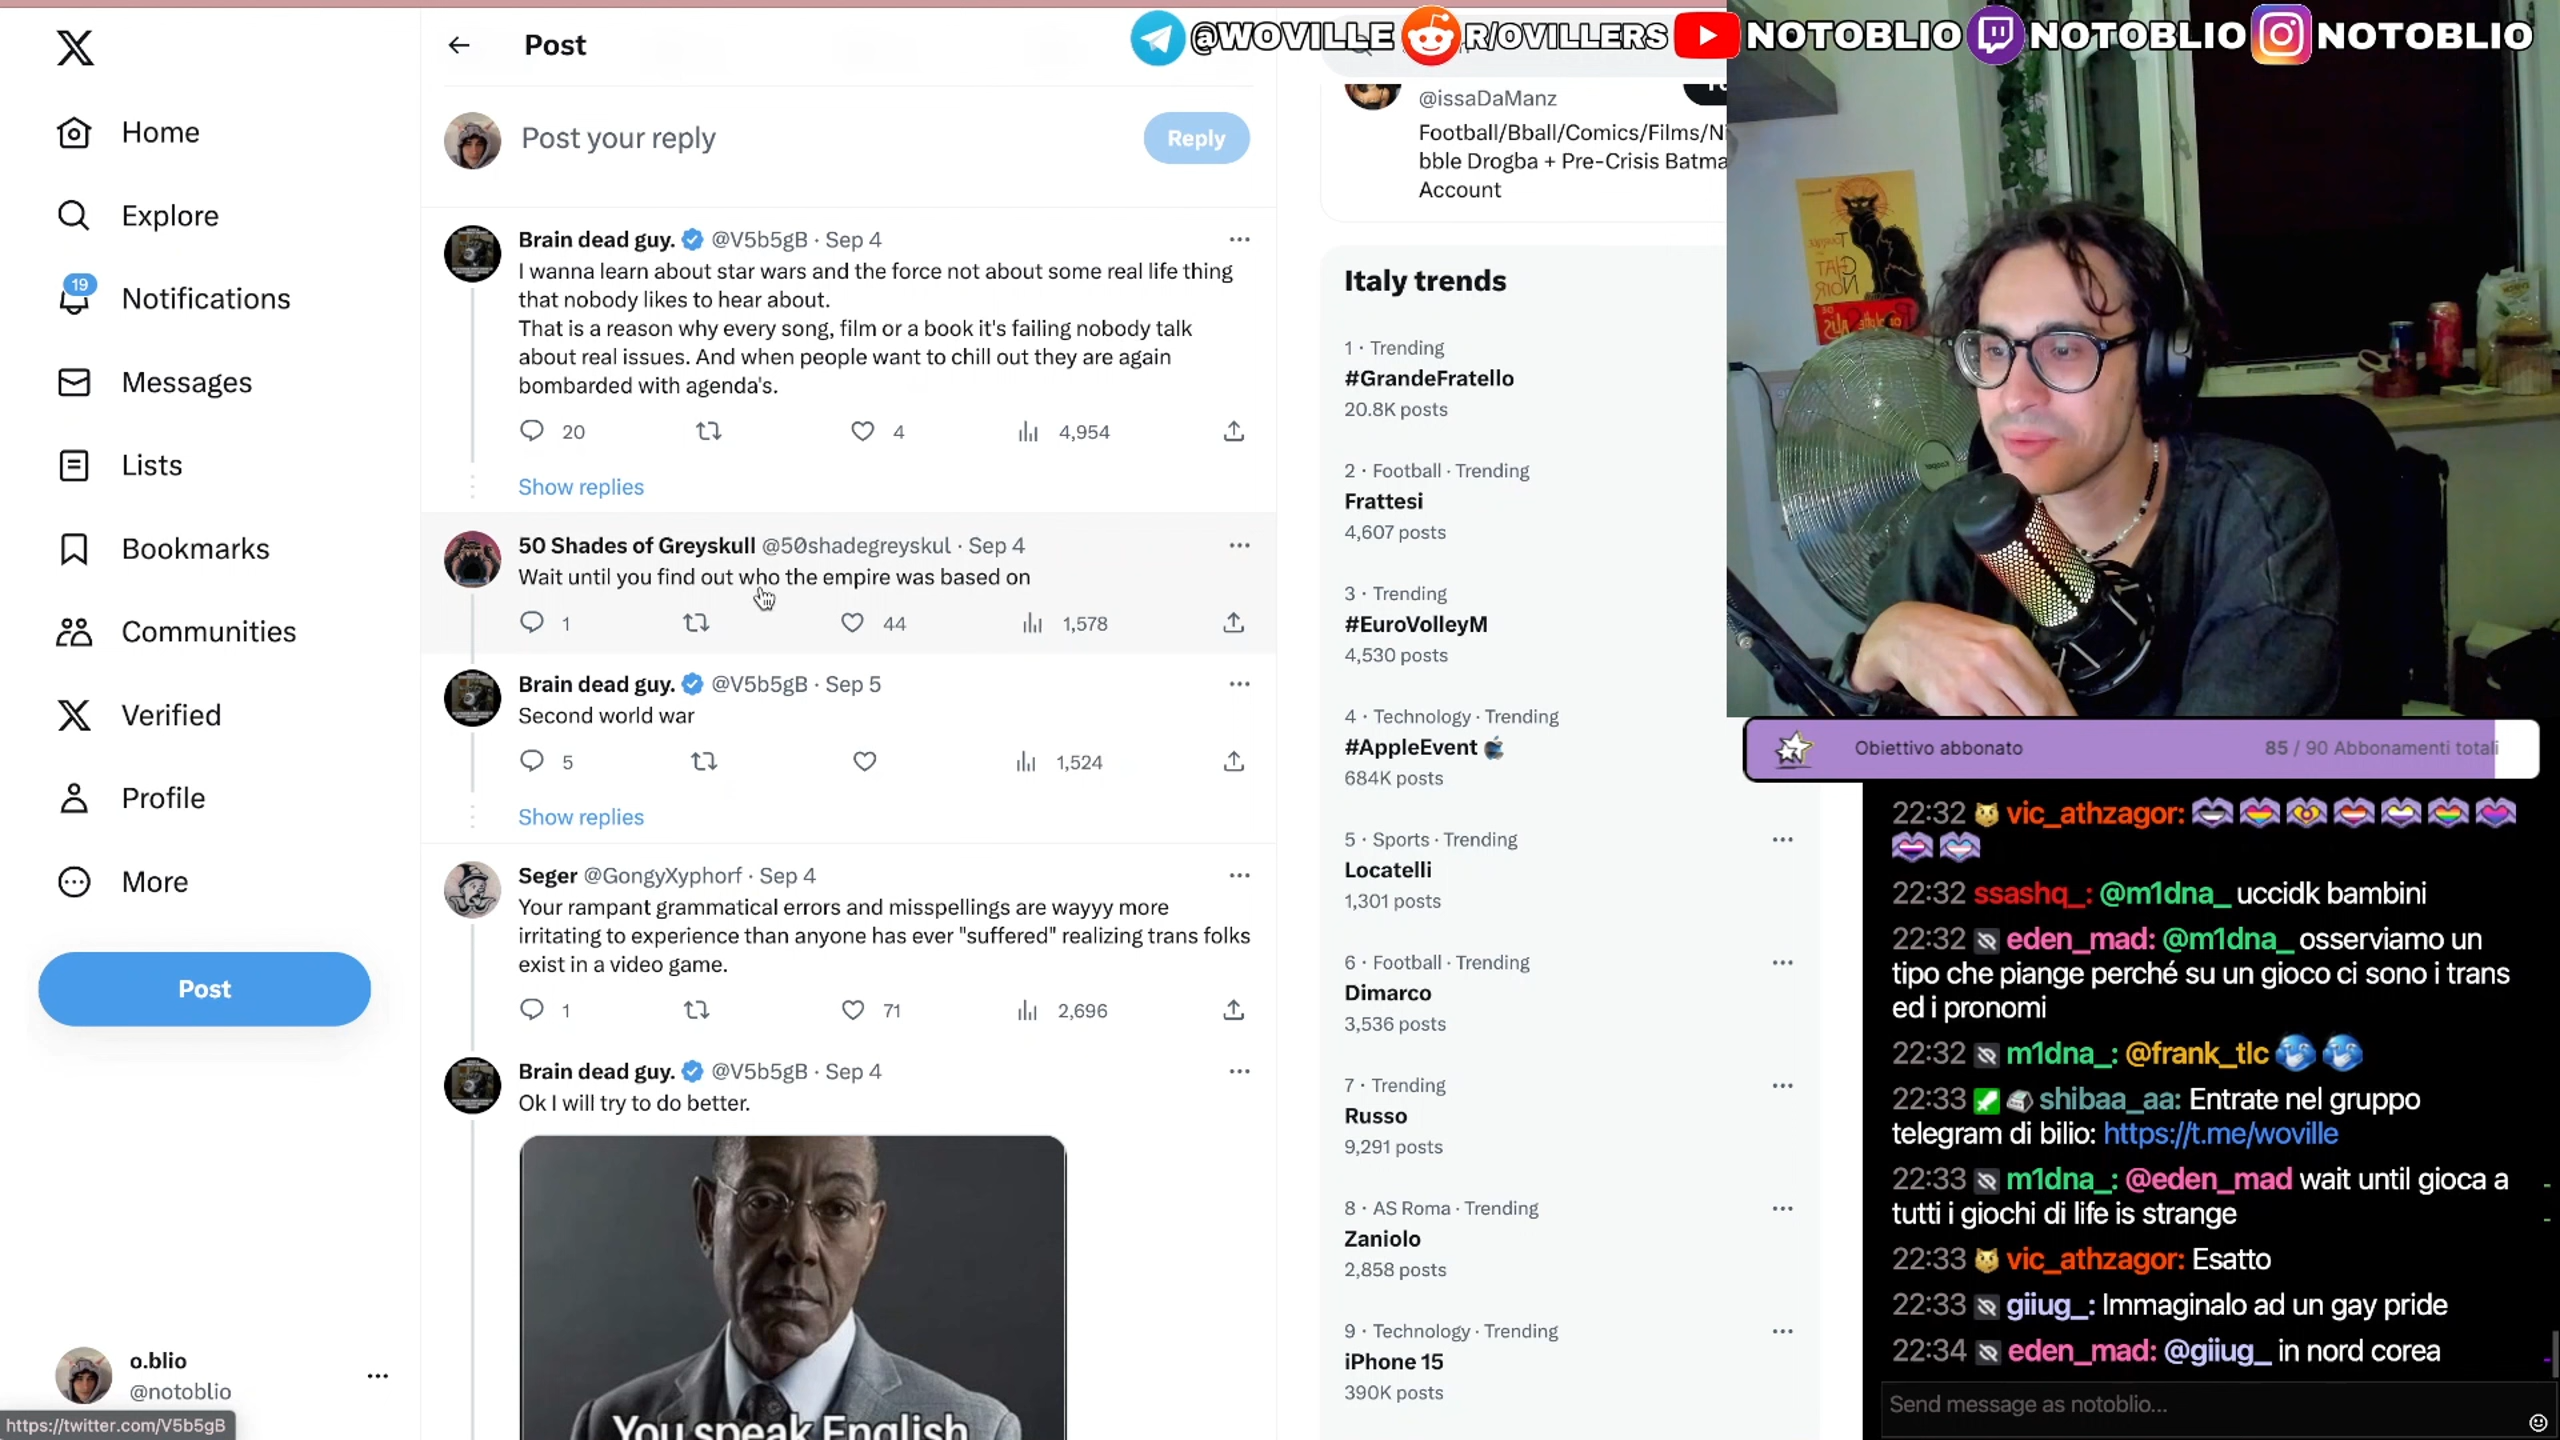 @WOVILLE R/OVILLERS NOTOBLIO NOTOBLIO NOTOBLIO
Home
Explore
19
Notifications
Messages
Lists
Bookmarks
Communities
Verified
Profile
More
Post
o.blio
@notoblio
https://twitter.com/V5b5gB
Post
Post your reply
Reply
Brain dead guy. @V5b5gB · Sep 4
I wanna learn about star wars and the force not about some real life thing
that nobody likes to hear about.
That is a reason why every song, film or a book it's failing nobody talk
about real issues. And when people want to chill out they are again
bombarded with agenda's.
20 4 4,954
Show replies
50 Shades of Greyskull @50shadegreyskul · Sep 4
Wait until you find out who the empire was based on
1 44 1,578
Brain dead guy. @V5b5gB · Sep 5
Second world war
5 1,524
Show replies
Seger @GongyXyphorf · Sep 4
Your rampant grammatical errors and misspellings are wayyy more
irritating to experience than anyone has ever "suffered" realizing trans folks
exist in a video game.
1 71 2,696
Brain dead guy. @V5b5gB · Sep 4
Ok I will try to do better.
You speak English
@issaDaManz
Football/Bball/Comics/Films/N
bble Drogba + Pre-Crisis Batma
Account
Italy trends
1 · Trending
#GrandeFratello
20.8K posts
2 · Football · Trending
Frattesi
4,607 posts
3 · Trending
#EuroVolleyM
4,530 posts
4 · Technology · Trending
#AppleEvent
684K posts
5 · Sports · Trending
Locatelli
1,301 posts
6 · Football · Trending
Dimarco
3,536 posts
7 · Trending
Russo
9,291 posts
8 · AS Roma · Trending
Zaniolo
2,858 posts
9 · Technology · Trending
iPhone 15
390K posts
Obiettivo abbonato 85 / 90 Abbonamenti totali
22:32 vic_athzagor:
22:32 ssashq_: @m1dna_ uccidk bambini
22:32 eden_mad: @m1dna_ osserviamo un
tipo che piange perché su un gioco ci sono i trans
ed i pronomi
22:32 m1dna_: @frank_tlc
22:33 shibaa_aa: Entrate nel gruppo
telegram di bilio: https://t.me/woville
22:33 m1dna_: @eden_mad wait until gioca a
tutti i giochi di life is strange
22:33 vic_athzagor: Esatto
22:33 giiug_: Immaginalo ad un gay pride
22:34 eden_mad: @giiug_ in nord corea
Send message as notoblio...